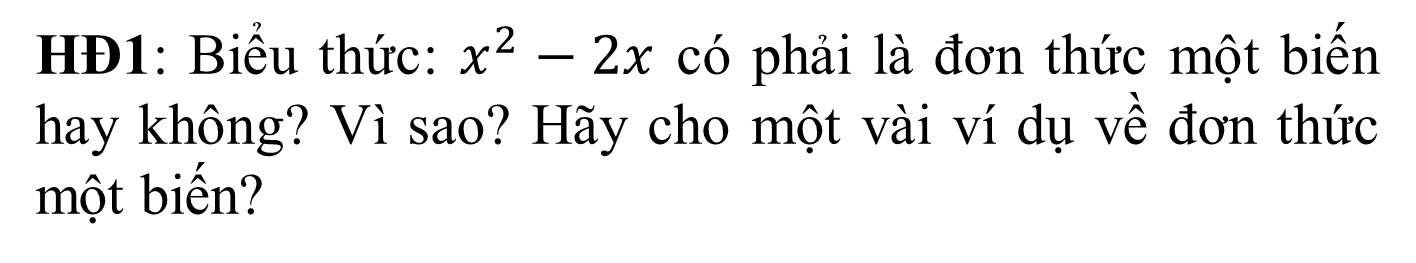 HĐ1: Biểu thức: 𝑥² − 2𝑥 có phải là đơn thức một biến
hay không? Vì sao? Hãy cho một vài ví dụ về đơn thức
một biến?